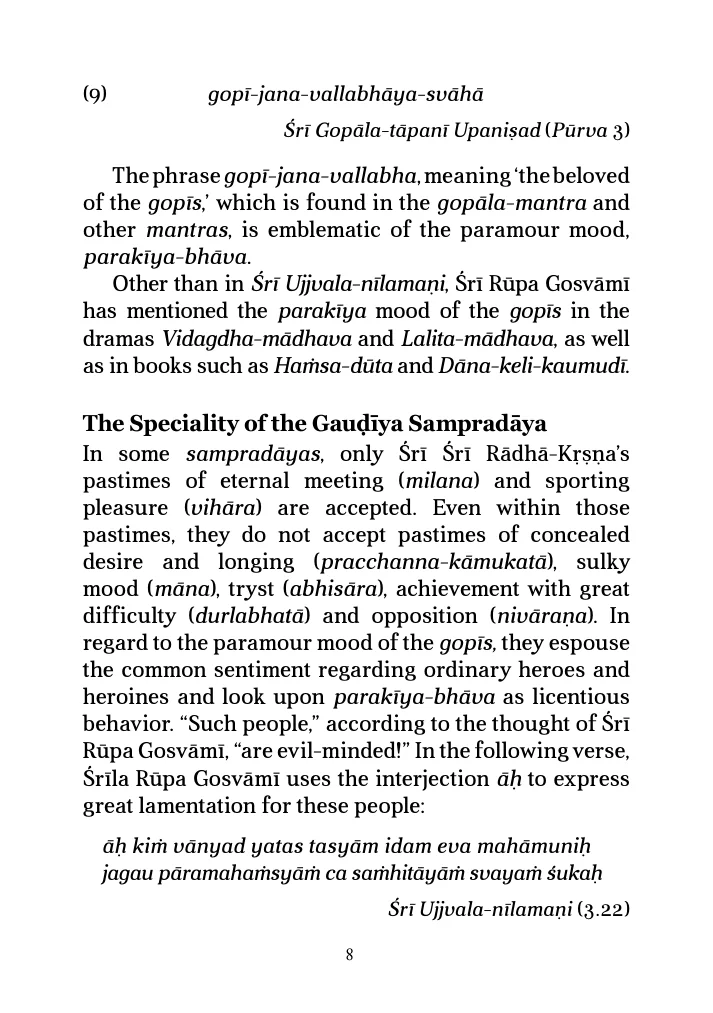 (9) gopī-jana-vallabhāya-svāhā
Śrī Gopāla-tāpanī Upaniṣad (Pūrva 3)
The phrase gopī-jana-vallabha, meaning ‘the beloved
of the gopīs,’ which is found in the gopāla-mantra and
other mantras, is emblematic of the paramour mood,
parakīya-bhāva.
Other than in Śrī Ujjvala-nīlamaṇi, Śrī Rūpa Gosvāmī
has mentioned the parakīya mood of the gopīs in the
dramas Vidagdha-mādhava and Lalita-mādhava, as well
as in books such as Haṁsa-dūta and Dāna-keli-kaumudī.
The Speciality of the Gauḍīya Sampradāya
In some sampradāyas, only Śrī Śrī Rādhā-Kṛṣṇa’s
pastimes of eternal meeting (milana) and sporting
pleasure (vihāra) are accepted. Even within those
pastimes, they do not accept pastimes of concealed
desire and longing (pracchanna-kāmukatā), sulky
mood (māna), tryst (abhisāra), achievement with great
difficulty (durlabhatā) and opposition (nivāraṇa). In
regard to the paramour mood of the gopīs, they espouse
the common sentiment regarding ordinary heroes and
heroines and look upon parakīya-bhāva as licentious
behavior. “Such people,” according to the thought of Śrī
Rūpa Gosvāmī, “are evil-minded!” In the following verse,
Śrīla Rūpa Gosvāmī uses the interjection āḥ to express
great lamentation for these people:
āḥ kiṁ vānyad yatas tasyām idam eva mahāmuniḥ
jagau pāramahaṁsyāṁ ca saṁhitāyāṁ svayaṁ śukaḥ
Śrī Ujjvala-nīlamaṇi (3.22)
8